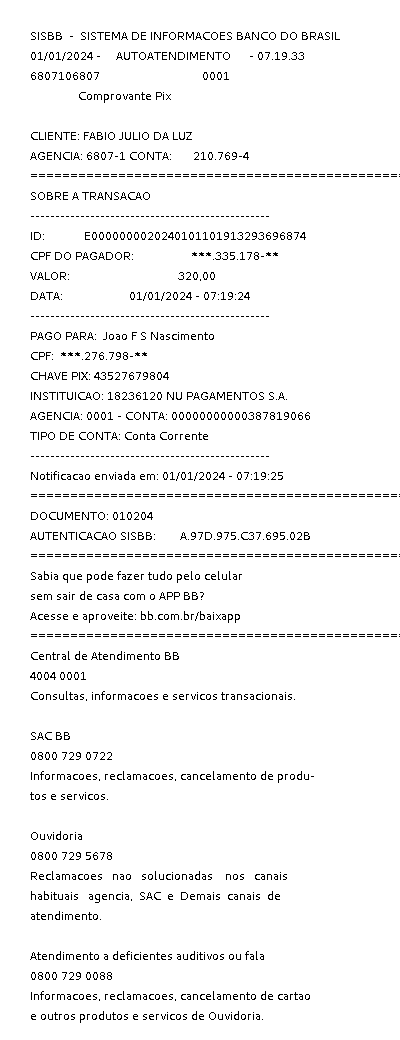 SISBB - SISTEMA DE INFORMACOES BANCO DO BRASIL
01/01/2024 - AUTOATENDIMENTO - 07.19.33
6807106807 0001
Comprovante Pix
CLIENTE: FABIO JULIO DA LUZ
AGENCIA: 6807-1 CONTA: 210.769-4
================================================
SOBRE A TRANSACAO
------------------------------------------------
ID: E00000000202401011019132936968​74
CPF DO PAGADOR: ***.335.178-**
VALOR: 320,00
DATA: 01/01/2024 - 07:19:24
------------------------------------------------
PAGO PARA: Joao F S Nascimento
CPF: ***.276.798-**
CHAVE PIX: 43527679804
INSTITUICAO: 18236120 NU PAGAMENTOS S.A.
AGENCIA: 0001 - CONTA: 00000000000387819066
TIPO DE CONTA: Conta Corrente
------------------------------------------------
Notificacao enviada em: 01/01/2024 - 07:19:25
================================================
DOCUMENTO: 010204
AUTENTICACAO SISBB: A.97D.975.C37.695.02B
================================================
Sabia que pode fazer tudo pelo celular
sem sair de casa com o APP BB?
Acesse e aproveite: bb.com.br/baixapp
================================================
Central de Atendimento BB
4004 0001
Consultas, informacoes e servicos transacionais.
SAC BB
0800 729 0722
Informacoes, reclamacoes, cancelamento de produ-
tos e servicos.
Ouvidoria
0800 729 5678
Reclamacoes nao solucionadas nos canais
habituais agencia, SAC e Demais canais de
atendimento.
Atendimento a deficientes auditivos ou fala
0800 729 0088
Informacoes, reclamacoes, cancelamento de cartao
e outros produtos e servicos de Ouvidoria.